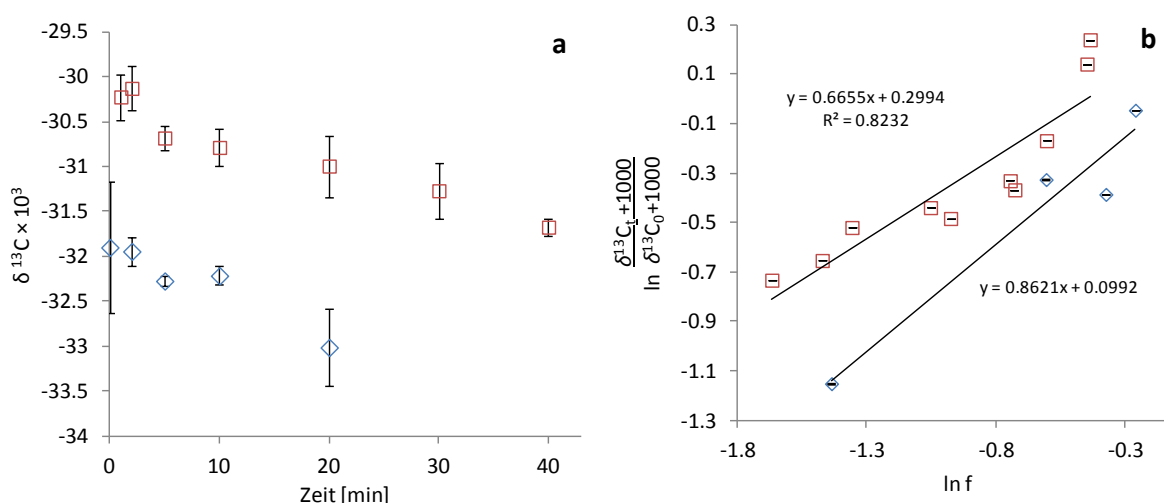 a
-29.5
-30
-30.5
-31
-31.5
-32
-32.5
-33
-33.5
-34
δ ¹³C × 10³
0 10 20 30 40
Zeit [min]
b
0.3
0.1
-0.1
-0.3
-0.5
-0.7
-0.9
-1.1
-1.3
δ¹³C_t +1000
ln δ¹³C₀+1000
y = 0.6655x + 0.2994
R² = 0.8232
y = 0.8621x + 0.0992
-1.8 -1.3 -0.8 -0.3
ln f